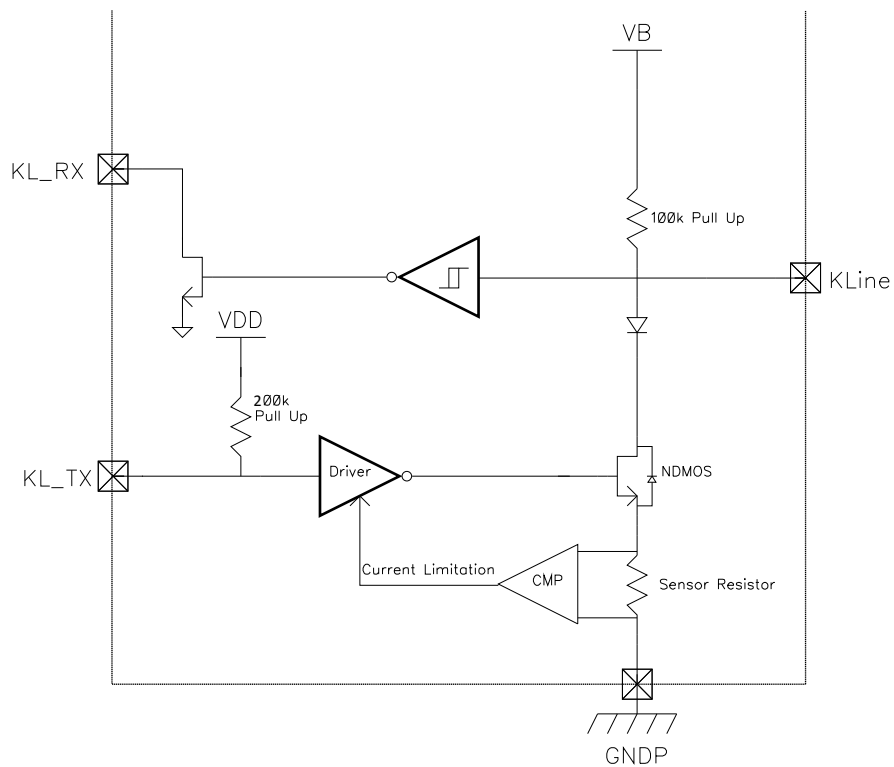 VB
KL_RX
100k Pull Up
KLine
VDD
200k
Pull Up
KL_TX
Driver
NDMOS
Current Limitation
CMP
Sensor Resistor
GNDP